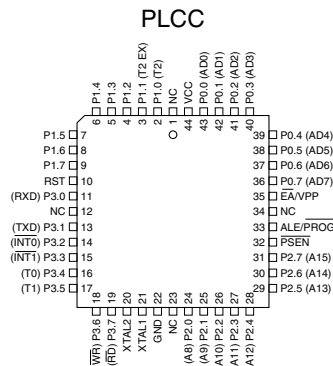 PLCC
P1.4
P1.3
P1.2
P1.1 (T2 EX)
P1.0 (T2)
NC
VCC
P0.0 (AD0)
P0.1 (AD1)
P0.2 (AD2)
P0.3 (AD3)
6
5
4
3
2
1
44
43
42
41
40
P1.5 7
P1.6 8
P1.7 9
RST 10
(RXD) P3.0 11
NC 12
(TXD) P3.1 13
(INT0) P3.2 14
(INT1) P3.3 15
(T0) P3.4 16
(T1) P3.5 17
39 P0.4 (AD4)
38 P0.5 (AD5)
37 P0.6 (AD6)
36 P0.7 (AD7)
35 EA/VPP
34 NC
33 ALE/PROG
32 PSEN
31 P2.7 (A15)
30 P2.6 (A14)
29 P2.5 (A13)
18
19
20
21
22
23
24
25
26
27
28
WR) P3.6
(RD) P3.7
XTAL2
XTAL1
GND
NC
(A8) P2.0
(A9) P2.1
A10) P2.2
A11) P2.3
A12) P2.4